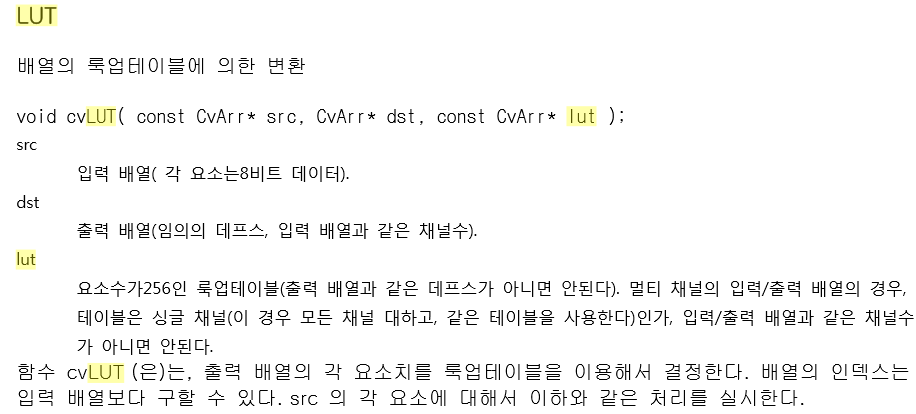 LUT
배열의 룩업테이블에 의한 변환
void cvLUT( const CvArr* src, CvArr* dst, const CvArr* lut );
src
입력 배열( 각 요소는8비트 데이터).
dst
출력 배열(임의의 데프스, 입력 배열과 같은 채널수).
lut
요소수가256인 룩업테이블(출력 배열과 같은 데프스가 아니면 안된다). 멀티 채널의 입력/출력 배열의 경우,
테이블은 싱글 채널(이 경우 모든 채널 대하고, 같은 테이블을 사용한다)인가, 입력/출력 배열과 같은 채널수
가 아니면 안된다.
함수 cvLUT (은)는, 출력 배열의 각 요소치를 룩업테이블을 이용해서 결정한다. 배열의 인덱스는
입력 배열보다 구할 수 있다. src 의 각 요소에 대해서 이하와 같은 처리를 실시한다.